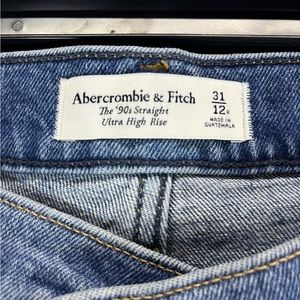 Abercrombie & Fitch
The '90s Straight
Ultra High Rise
31
12R
MADE IN
GUATEMALA